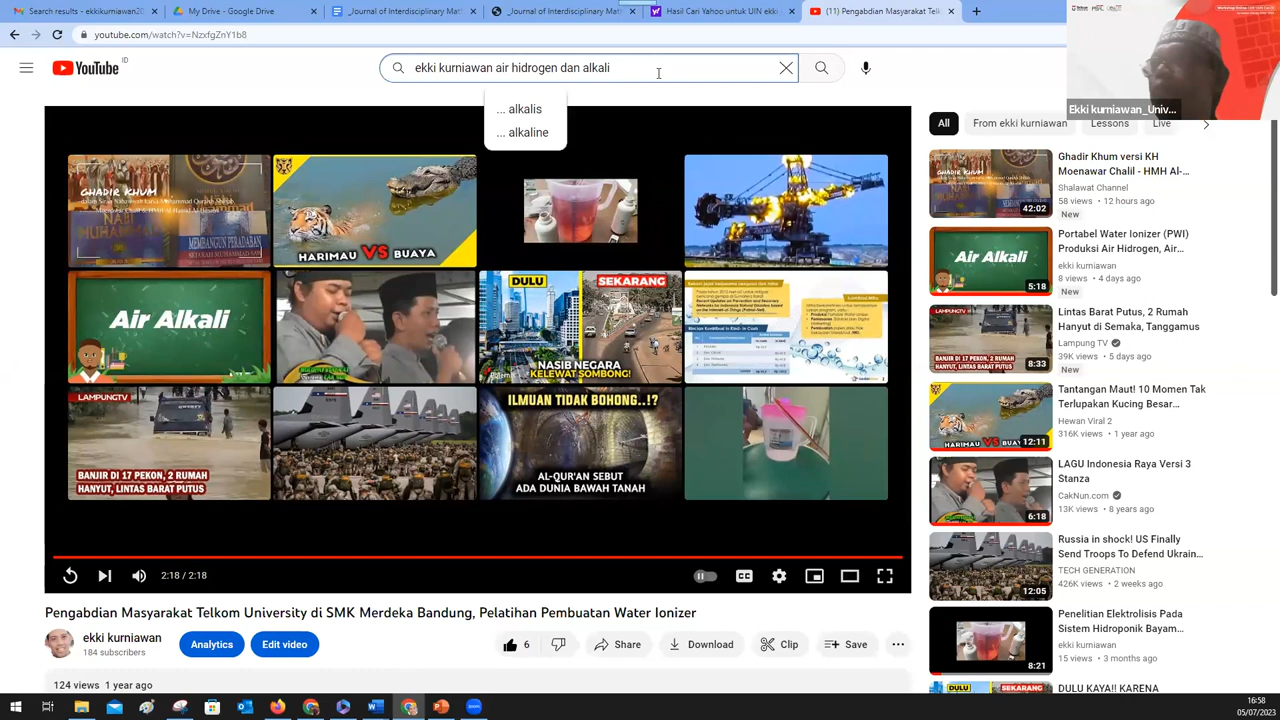 ekkikurniawan28
My Drive - Google Drive
Journal of Interdisciplinary Mat
_Journal of Interdisciplinary Mat
Hasil Cari Yahoo untuk UIN ekki
(11) Pengabdian Masyarakat Telk
youtube.com/watch?v=NzxfgZnY1b8
YouTube ID
ekki kurniawan air hidrogen dan alkali
... alkalis
... alkaline
Ekki kurniawan_Univ...
All
From ekki kurniawan
Lessons
Live
GHADIR KHUM
MEMBANGUN PERADABAN
HARIMAU VS BUAYA
Air Alkali
DULU
SEKARANG
NASIB NEGARA
KELEWAT SOMBONG!
LAMPUNGTV
BANJIR DI 17 PEKON, 2 RUMAH
HANYUT, LINTAS BARAT PUTUS
ILMUAN TIDAK BOHONG..!?
AL-QUR'AN SEBUT
ADA DUNIA BAWAH TANAH
2:18 / 2:18
Pengabdian Masyarakat Telkom University di SMK Merdeka Bandung, Pelatihan Pembuatan Water Ionizer
ekki kurniawan
184 subscribers
Analytics
Edit video
6
Share
Download
Clip
Save
124 views 1 year ago
42:02
Ghadir Khum versi KH
Moenawar Chalil - HMH Al-...
Shalawat Channel
58 views • 12 hours ago
New
Air Alkali
5:18
Portabel Water Ionizer (PWI)
Produksi Air Hidrogen, Air...
ekki kurniawan
8 views • 4 days ago
New
8:33
Lintas Barat Putus, 2 Rumah
Hanyut di Semaka, Tanggamus
Lampung TV
39K views • 5 days ago
New
HARIMAU VS BUAYA
12:11
Tantangan Maut! 10 Momen Tak
Terlupakan Kucing Besar...
Hewan Viral 2
316K views • 1 year ago
6:18
LAGU Indonesia Raya Versi 3
Stanza
CakNun.com
13K views • 8 years ago
12:05
Russia in shock! US Finally
Send Troops To Defend Ukrain...
TECH GENERATION
426K views • 2 weeks ago
8:21
Penelitian Elektrolisis Pada
Sistem Hidroponik Bayam...
ekki kurniawan
15 views • 3 months ago
DULU
SEKARANG
DULU KAYA!! KARENA
16:58
05/07/2023